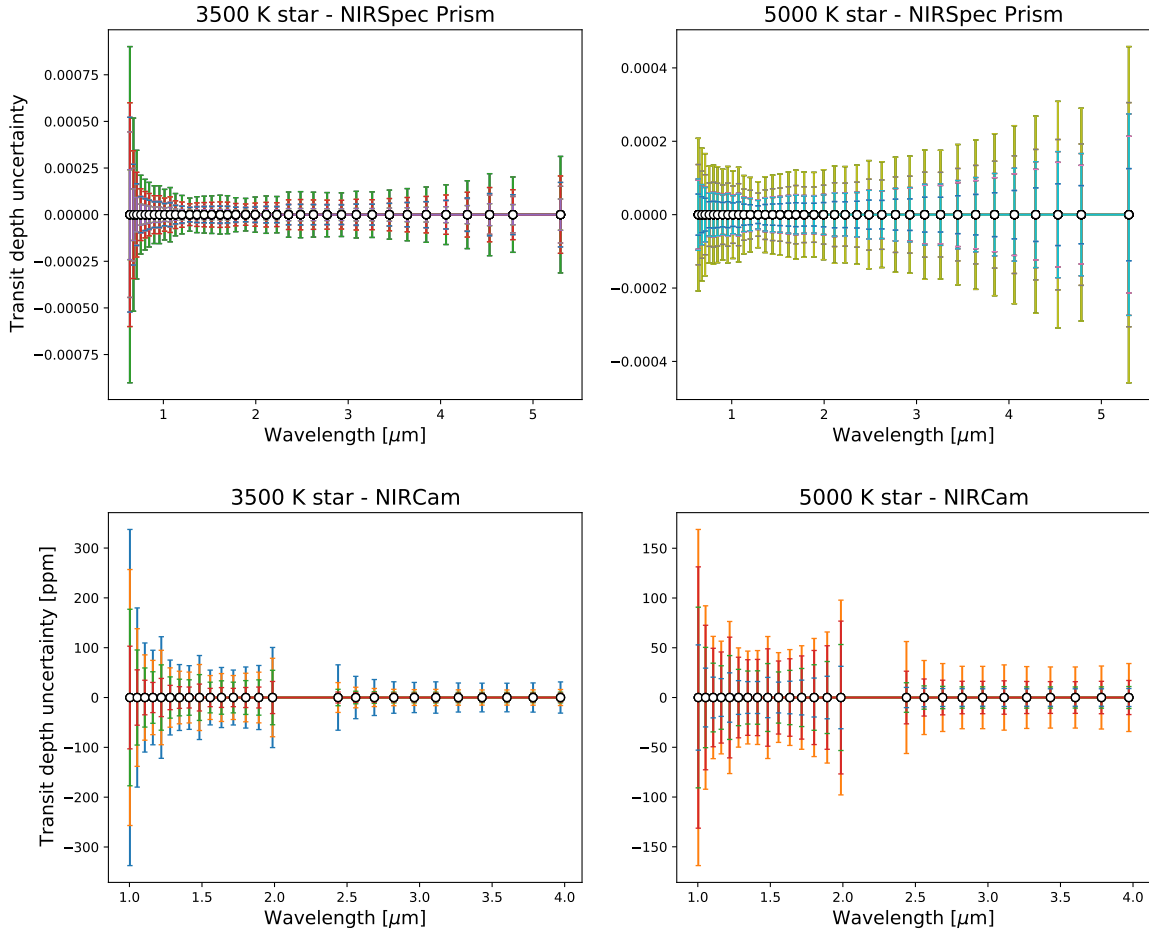 3500 K star - NIRSpec Prism
5000 K star - NIRSpec Prism
Transit depth uncertainty
0.00075
0.00050
0.00025
0.00000
−0.00025
−0.00050
−0.00075
1 2 3 4 5
Wavelength [μm]
0.0004
0.0002
0.0000
−0.0002
−0.0004
1 2 3 4 5
Wavelength [μm]
3500 K star - NIRCam
5000 K star - NIRCam
Transit depth uncertainty [ppm]
300
200
100
0
−100
−200
−300
1.0 1.5 2.0 2.5 3.0 3.5 4.0
Wavelength [μm]
150
100
50
0
−50
−100
−150
1.0 1.5 2.0 2.5 3.0 3.5 4.0
Wavelength [μm]